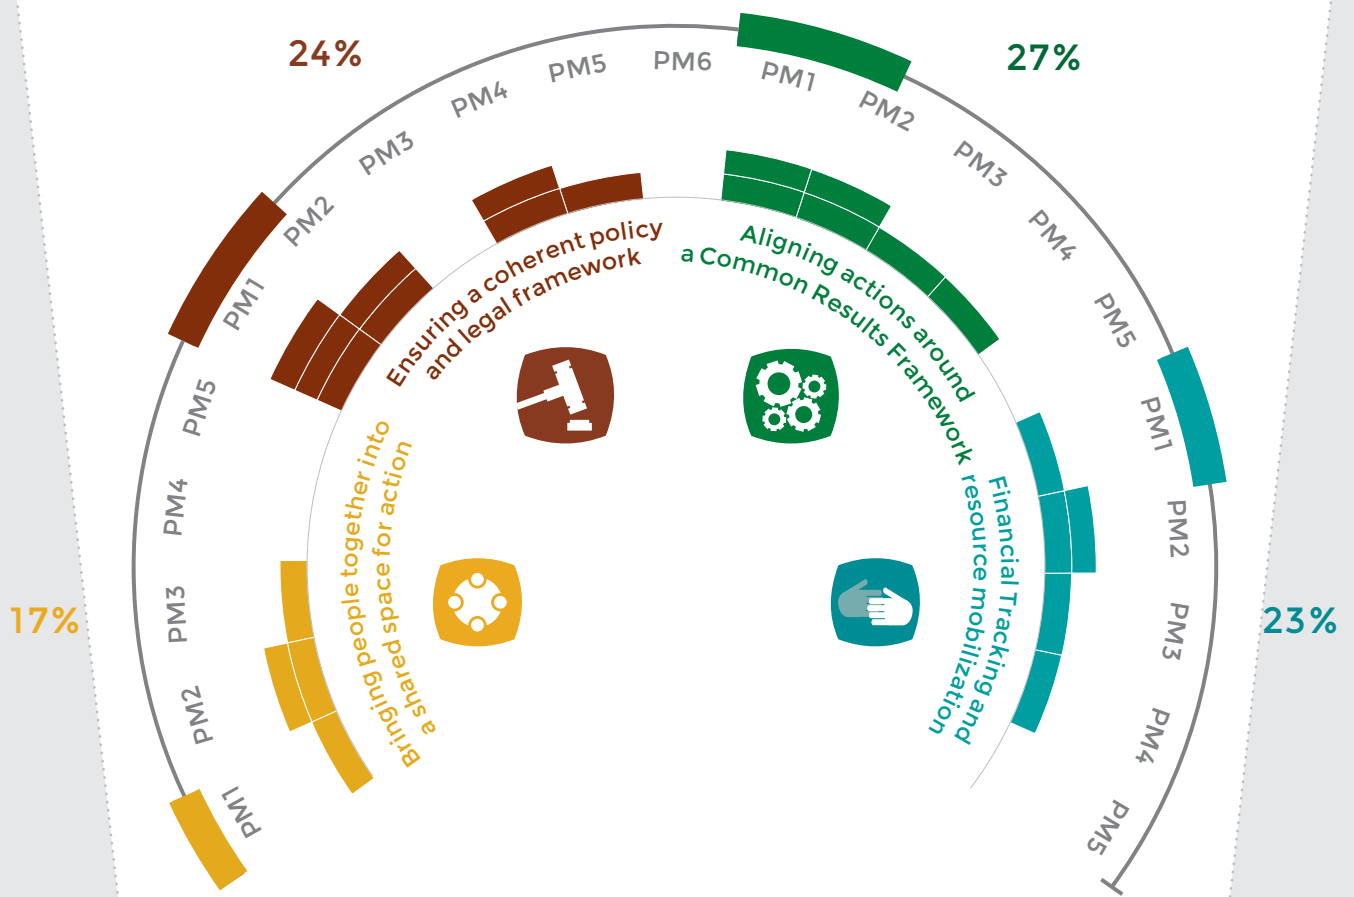 24%
27%
17%
23%
PM1
PM2
PM3
PM4
PM5
PM1
PM2
PM3
PM4
PM5
PM6
PM1
PM2
PM3
PM4
PM5
PM1
PM2
PM3
PM4
PM5
Bringing people together into
a shared space for action
Ensuring a coherent policy
and legal framework
Aligning actions around
a Common Results Framework
Financial Tracking and
resource mobilization